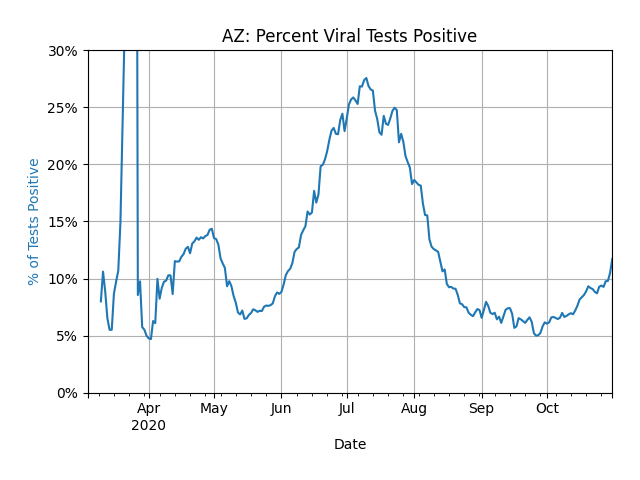 AZ: Percent Viral Tests Positive
% of Tests Positive
30%
25%
20%
15%
10%
5%
0%
Apr May Jun Jul Aug Sep Oct
2020
Date